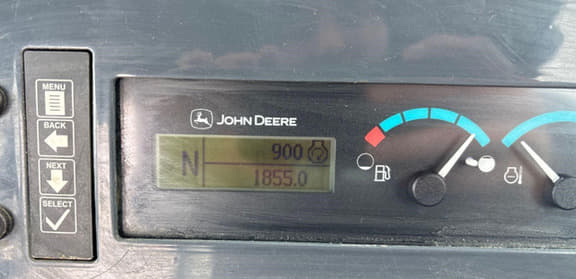 MENU
BACK
NEXT
SELECT
JOHN DEERE
N
900
1855.0